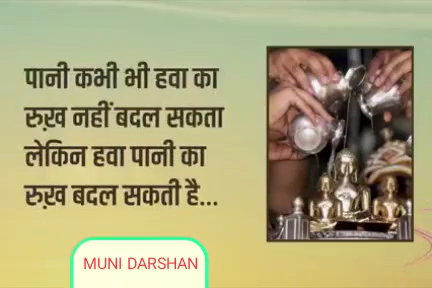 पानी कभी भी हवा का
रुख़ नहीं बदल सकता
लेकिन हवा पानी का
रुख़ बदल सकती है...
MUNI DARSHAN